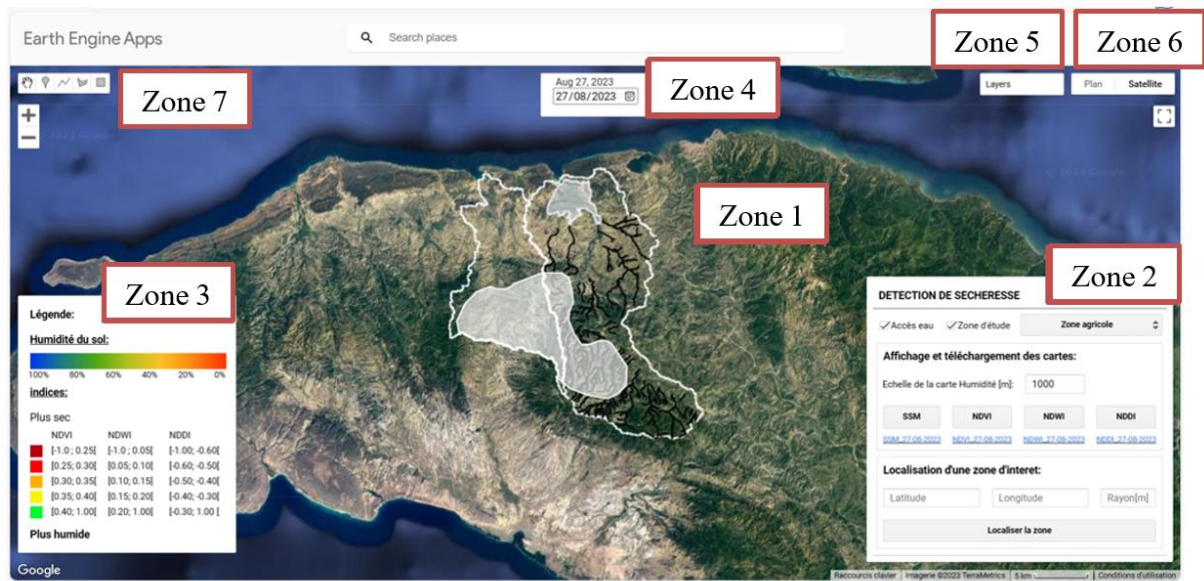 Earth Engine Apps
Search places
Zone 5
Zone 6
Zone 7
Aug 27, 2023
27/08/2023
Zone 4
Layers
Plan Satellite
Zone 1
Zone 2
Zone 3
Légende:
Humidité du sol:
100% 80% 60% 40% 20% 0%
indices:
Plus sec
NDVI NDWI NDDI
[-1.0 ; 0.25[ [-1.0 ; 0.05[ [-1.00; -0.60[
[0.25; 0.30[ [0.05; 0.10[ [-0.60; -0.50[
[0.30; 0.35[ [0.10; 0.15[ [-0.50; -0.40[
[0.35; 0.40[ [0.15; 0.20[ [-0.40; -0.30[
[0.40; 1.00[ [0.20; 1.00[ [-0.30; 1.00 [
Plus humide
DETECTION DE SECHERESSE
Accès eau Zone d'étude Zone agricole
Affichage et téléchargement des cartes:
Echelle de la carte Humidité [m]: 1000
SSM NDVI NDWI NDDI
SSM_27-08-2023 NDVI_27-08-2023 NDWI_27-08-2023 NDDI_27-08-2023
Localisation d'une zone d'interet:
Latitude Longitude Rayon[m]
Localiser la zone
Google
Raccourcis clavier Imagerie ©2023 TerraMetrics 5 km Conditions d'utilisation